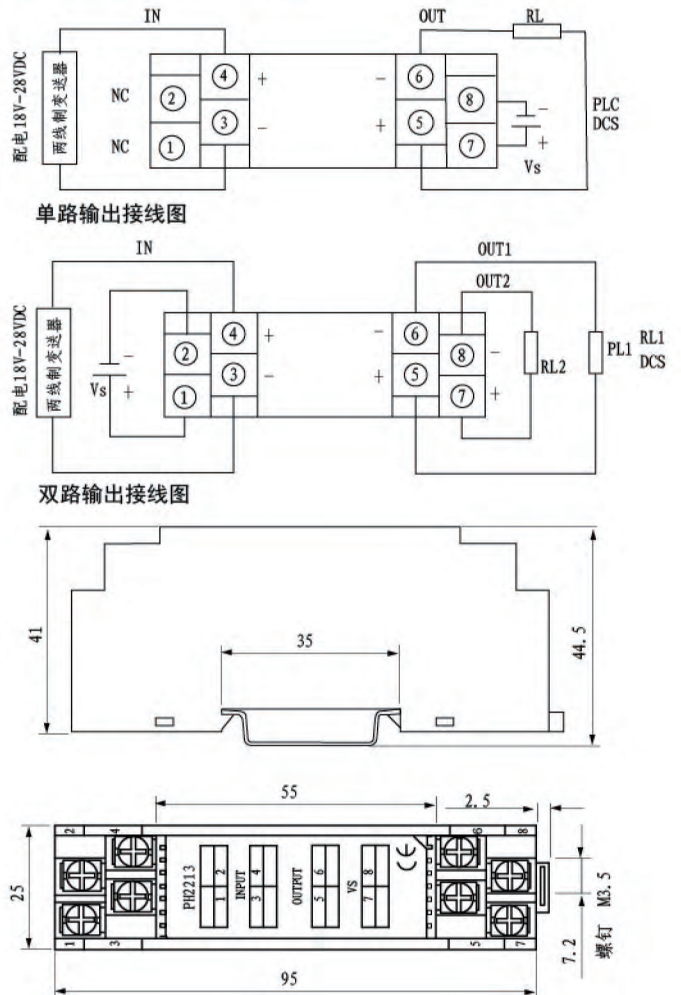 IN
OUT
RL
配电18V-28VDC
两线制变送器
NC
②
④
+
−
⑥
⑧
−
PLC
DCS
NC
①
③
−
+
⑤
⑦
+
Vs
单路输出接线图
IN
OUT1
OUT2
配电18V-28VDC
两线制变送器
−
Vs
+
②
④
+
−
⑥
⑧
−
RL2
PL1
RL1
DCS
①
③
−
+
⑤
⑦
+
双路输出接线图
41
35
44.5
55
2.5
25
2
4
6
8
PH2213
1 2
INPUT
3 4
OUTPUT
5 6
VS
7 8
CE
1
3
5
7
7.2
螺钉 M3.5
95